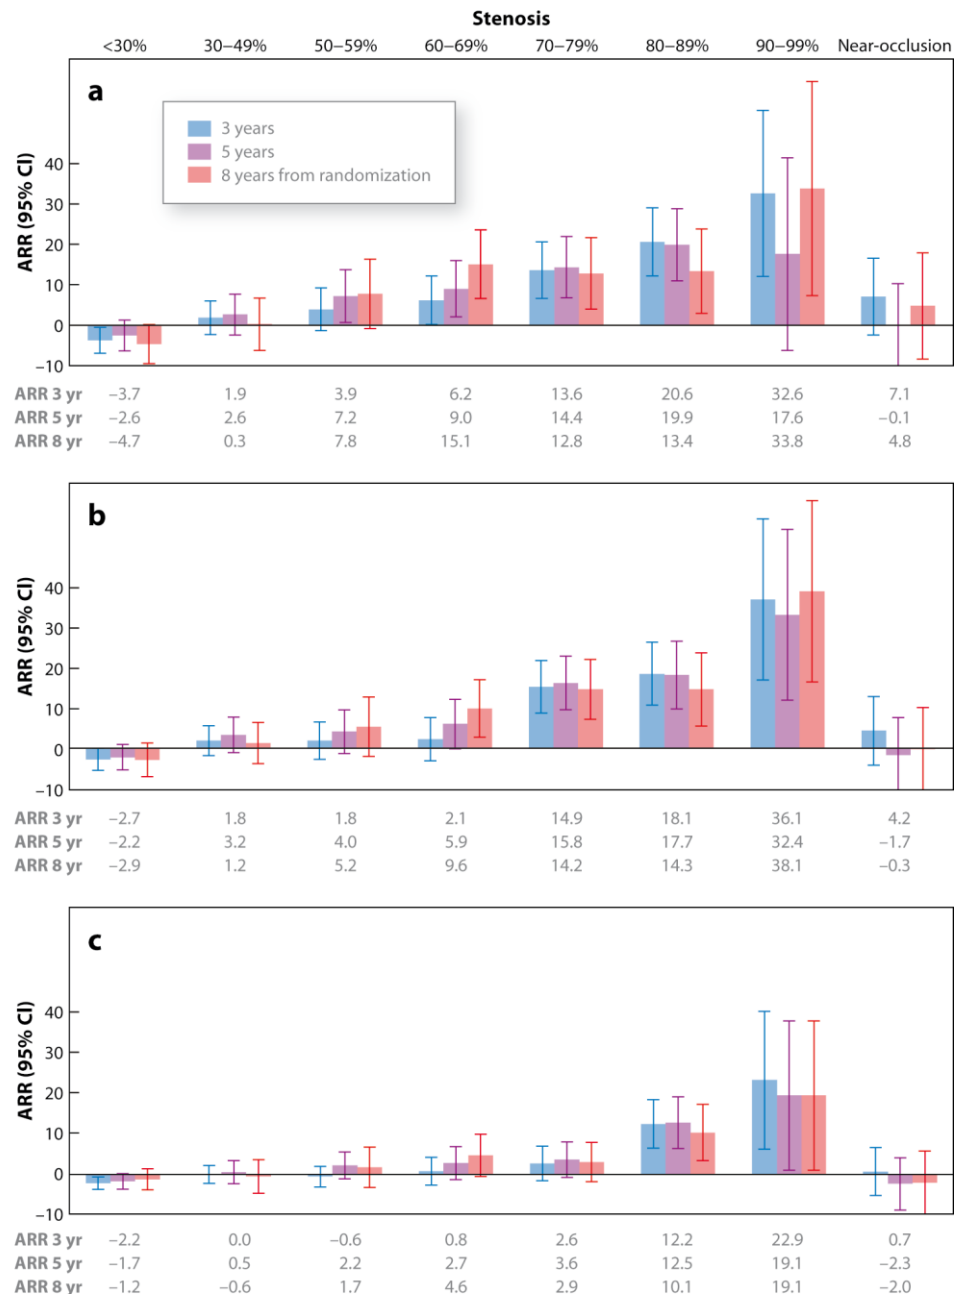 Stenosis
<30% 30–49% 50–59% 60–69% 70–79% 80–89% 90–99% Near-occlusion
a
3 years
5 years
8 years from randomization
ARR (95% CI)
40
30
20
10
0
–10
ARR 3 yr –3.7 1.9 3.9 6.2 13.6 20.6 32.6 7.1
ARR 5 yr –2.6 2.6 7.2 9.0 14.4 19.9 17.6 –0.1
ARR 8 yr –4.7 0.3 7.8 15.1 12.8 13.4 33.8 4.8
b
ARR (95% CI)
40
30
20
10
0
–10
ARR 3 yr –2.7 1.8 1.8 2.1 14.9 18.1 36.1 4.2
ARR 5 yr –2.2 3.2 4.0 5.9 15.8 17.7 32.4 –1.7
ARR 8 yr –2.9 1.2 5.2 9.6 14.2 14.3 38.1 –0.3
c
ARR (95% CI)
40
30
20
10
0
–10
ARR 3 yr –2.2 0.0 –0.6 0.8 2.6 12.2 22.9 0.7
ARR 5 yr –1.7 0.5 2.2 2.7 3.6 12.5 19.1 –2.3
ARR 8 yr –1.2 –0.6 1.7 4.6 2.9 10.1 19.1 –2.0